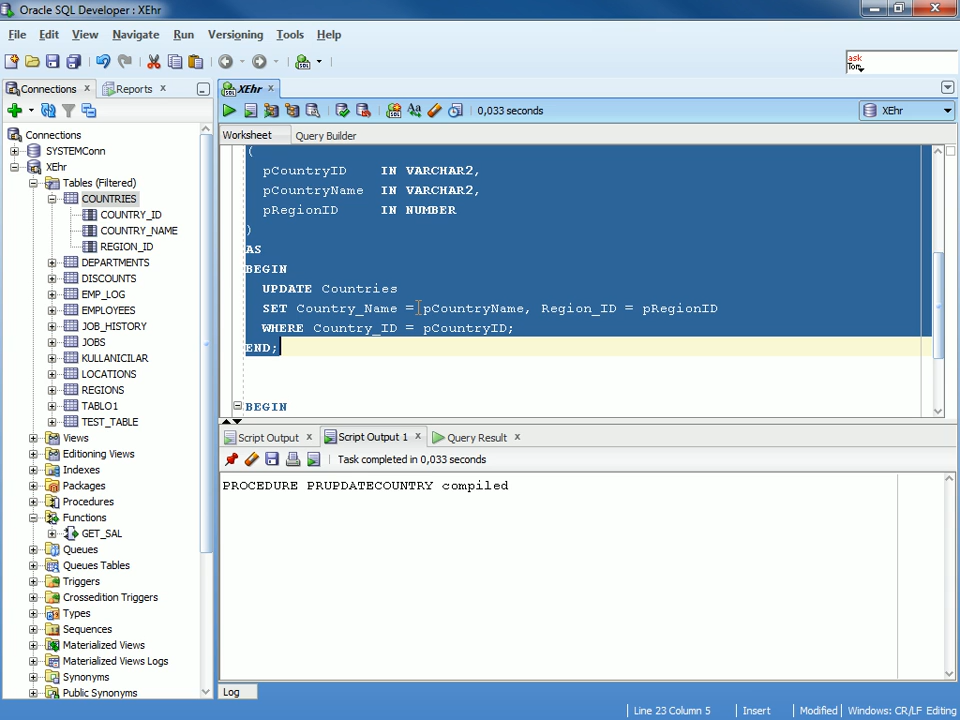 Oracle SQL Developer : XEhr
File Edit View Navigate Run Versioning Tools Help
ask
Tom
Connections Reports XEhr
0,033 seconds XEhr
Worksheet Query Builder
Connections
SYSTEMConn
XEhr
Tables (Filtered)
COUNTRIES
COUNTRY_ID
COUNTRY_NAME
REGION_ID
DEPARTMENTS
DISCOUNTS
EMP_LOG
EMPLOYEES
JOB_HISTORY
JOBS
KULLANICILAR
LOCATIONS
REGIONS
TABLO1
TEST_TABLE
Views
Editioning Views
Indexes
Packages
Procedures
Functions
GET_SAL
Queues
Queues Tables
Triggers
Crossedition Triggers
Types
Sequences
Materialized Views
Materialized Views Logs
Synonyms
Public Synonyms
(
pCountryID IN VARCHAR2,
pCountryName IN VARCHAR2,
pRegionID IN NUMBER
)
AS
BEGIN
UPDATE Countries
SET Country_Name = pCountryName, Region_ID = pRegionID
WHERE Country_ID = pCountryID;
END;
BEGIN
Script Output Script Output 1 Query Result
Task completed in 0,033 seconds
PROCEDURE PRUPDATECOUNTRY compiled
Log
Line 23 Column 5 Insert Modified Windows: CR/LF Editing